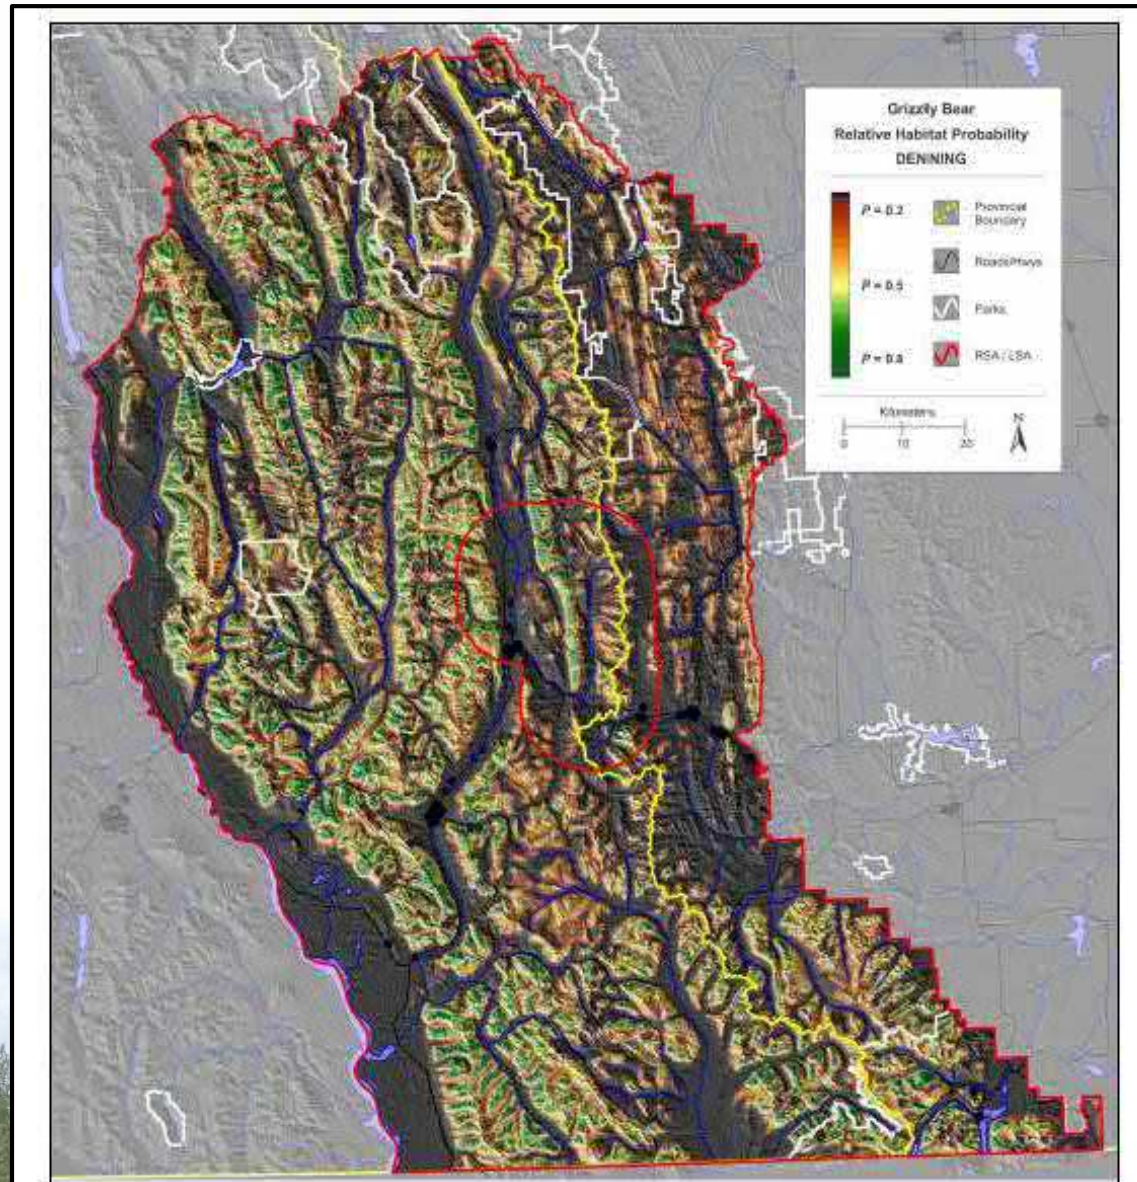 Grizzly Bear
Relative Habitat Probability
DENINING
P = 0.2
P = 0.5
P = 0.8
Provincial
Boundary
Roads/Hwys
Parks
RSA / LSA
Kilometers
0 10 20
N